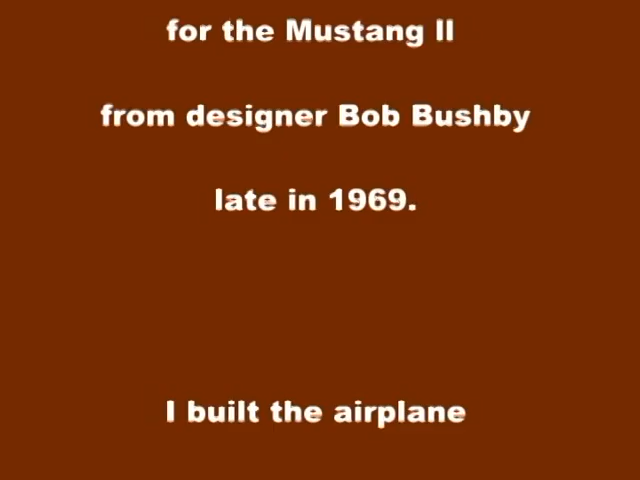 for the Mustang II
from designer Bob Bushby
late in 1969.
I built the airplane